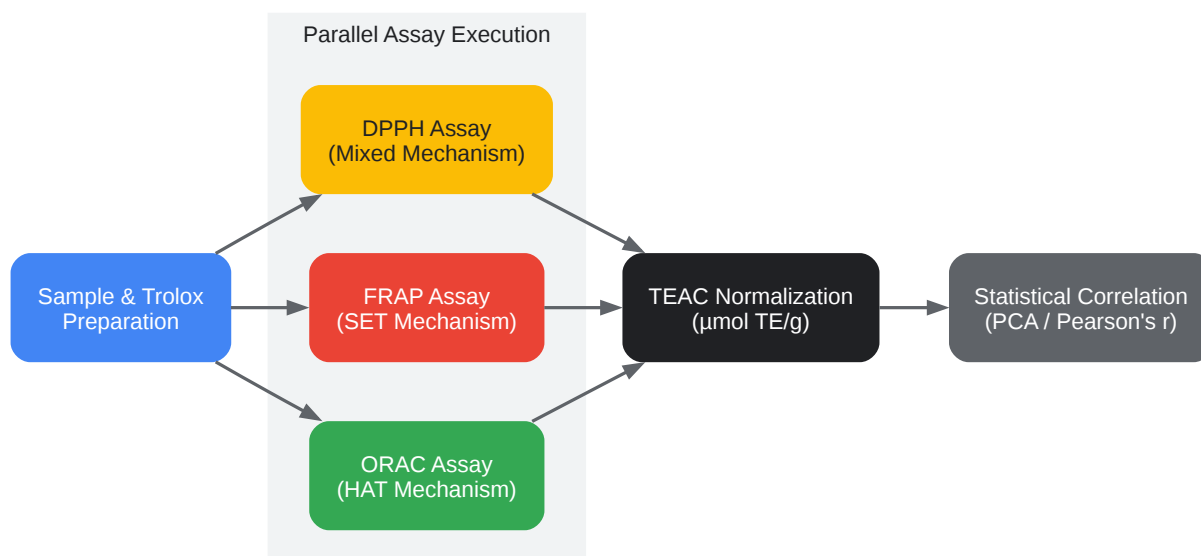 Parallel Assay Execution
DPPH Assay
(Mixed Mechanism)
Sample & Trolox
Preparation
FRAP Assay
(SET Mechanism)
TEAC Normalization
(µmol TE/g)
Statistical Correlation
(PCA / Pearson's r)
ORAC Assay
(HAT Mechanism)